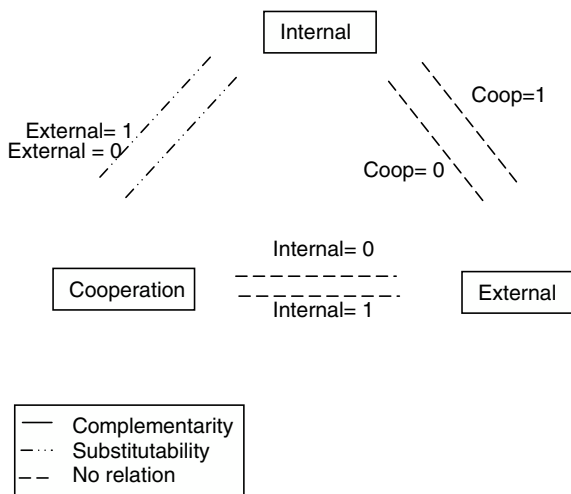 Internal
External= 1
External = 0
Coop=1
Coop= 0
Internal= 0
Cooperation
External
Internal= 1
Complementarity
Substitutability
No relation